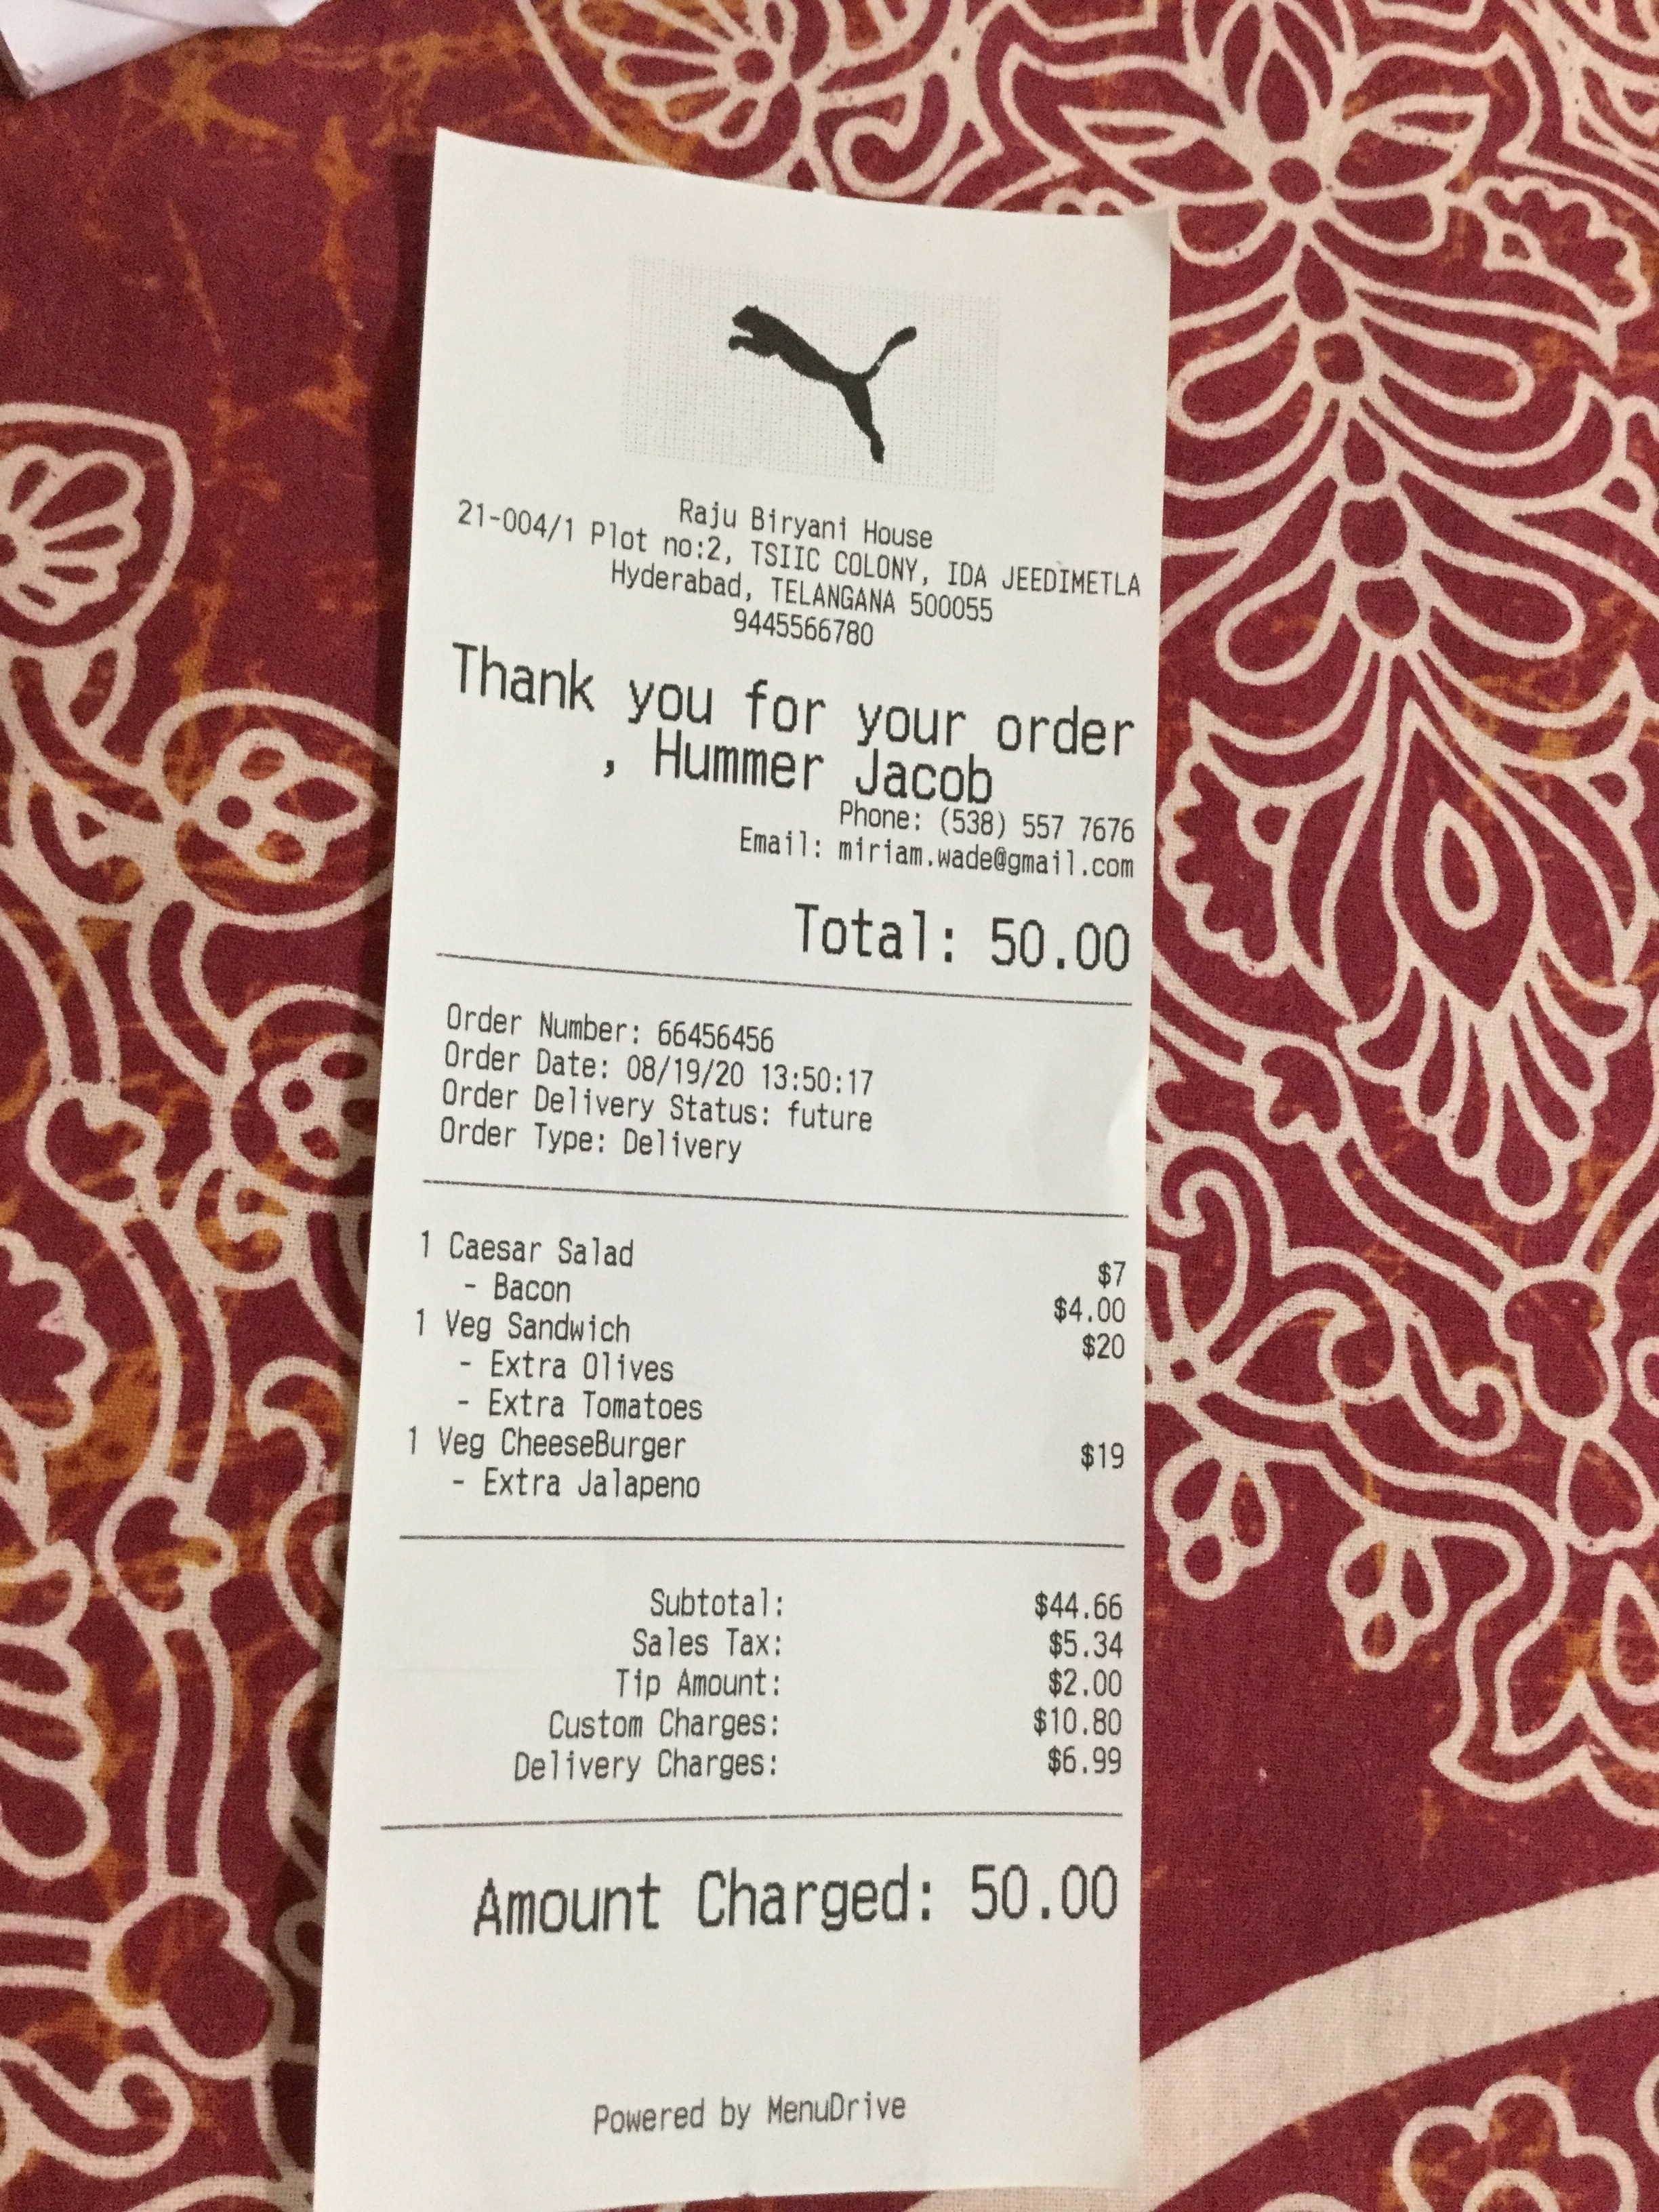 Raju Biryani House
21-004/1 Plot no:2, TSIIC COLONY, IDA JEEDIMETLA
Hyderabad, TELANGANA 500055
9445566780
Thank you for your order
, Hummer Jacob
Phone: (538) 557 7676
Email: miriam.wade@gmail.com
Total: 50.00
Order Number: 66456456
Order Date: 08/19/20 13:50:17
Order Delivery Status: future
Order Type: Delivery
1 Caesar Salad $7
- Bacon $4.00
1 Veg Sandwich $20
- Extra Olives
- Extra Tomatoes
1 Veg CheeseBurger $19
- Extra Jalapeno
Subtotal: $44.66
Sales Tax: $5.34
Tip Amount: $2.00
Custom Charges: $10.80
Delivery Charges: $6.99
Amount Charged: 50.00
Powered by MenuDrive